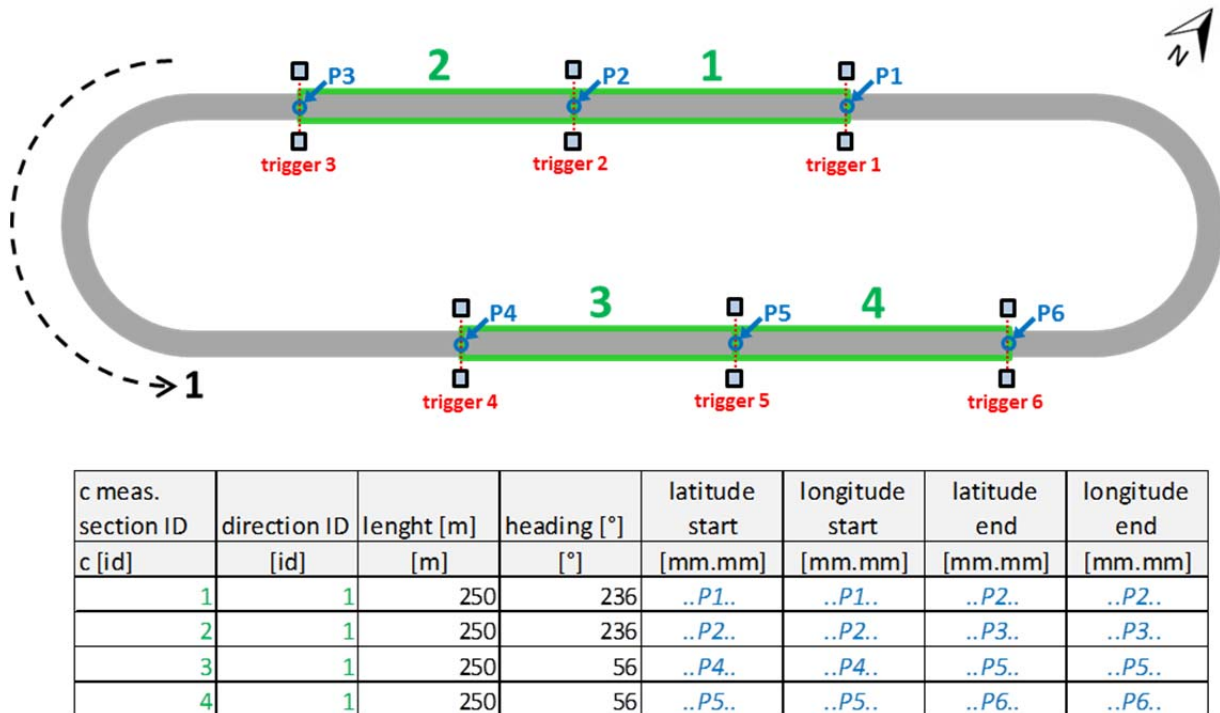 N
2
1
P3
P2
P1
trigger 3
trigger 2
trigger 1
3
4
P4
P5
P6
1
trigger 4
trigger 5
trigger 6
c meas. section ID direction ID lenght [m] heading [°] latitude start longitude start latitude end longitude end
c [id] [id] [m] [°] [mm.mm] [mm.mm] [mm.mm] [mm.mm]
1 1 250 236 ..P1.. ..P1.. ..P2.. ..P2..
2 1 250 236 ..P2.. ..P2.. ..P3.. ..P3..
3 1 250 56 ..P4.. ..P4.. ..P5.. ..P5..
4 1 250 56 ..P5.. ..P5.. ..P6.. ..P6..